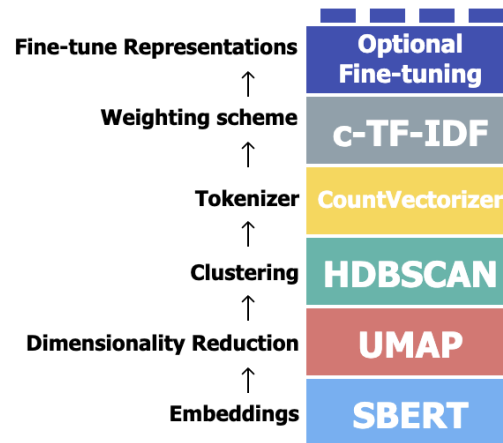 Fine-tune Representations
Optional
Fine-tuning
Weighting scheme
c-TF-IDF
Tokenizer
CountVectorizer
Clustering
HDBSCAN
Dimensionality Reduction
UMAP
Embeddings
SBERT